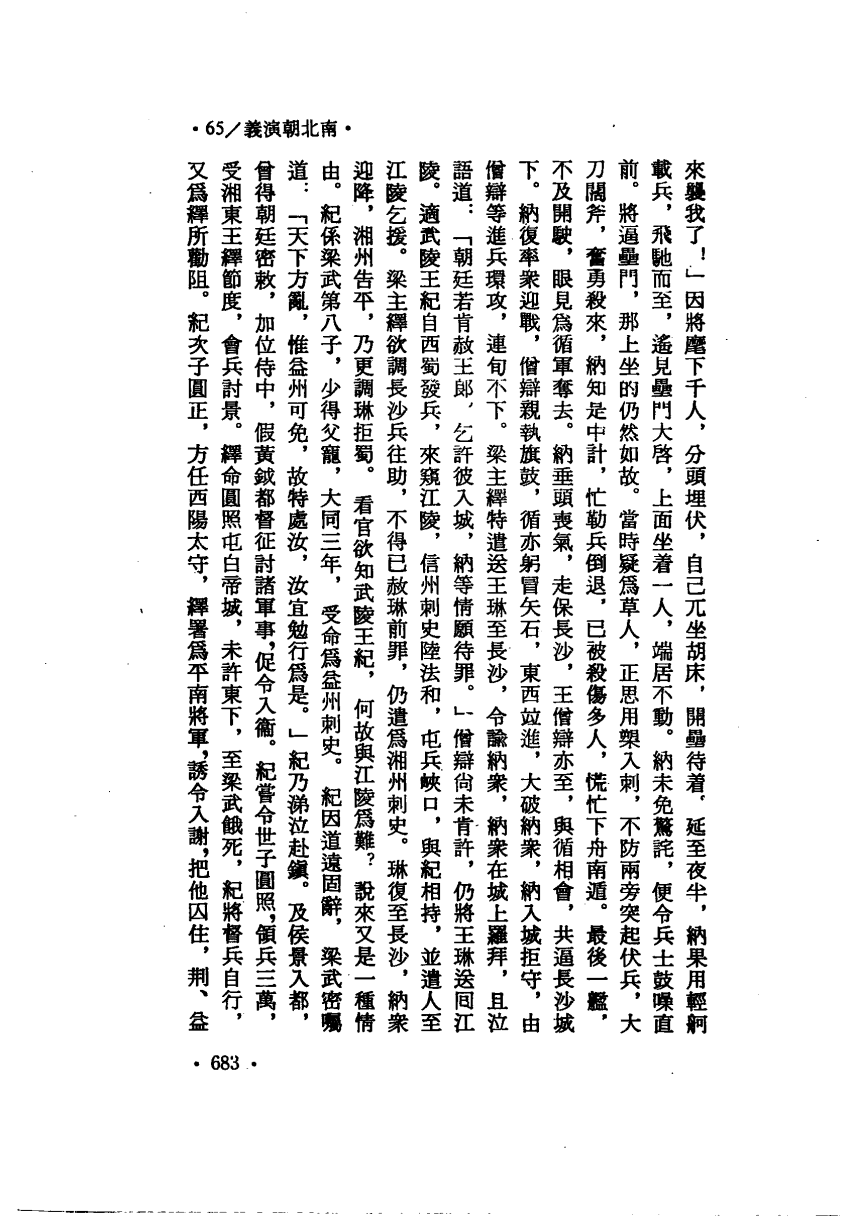 ·65／義演朝北南·
來襲我了！」因將麾下千人，分頭埋伏，自己兀坐胡床，開壘待着，延至夜半，納果用輕舸
載兵，飛馳而至，遙見壘門大啓，上面坐着一人，端居不動。納未免驚詫，便令兵士鼓噪直
前。將逼壘門，那上坐的仍然如故。當時疑爲草人，正思用槊入刺，不防兩旁突起伏兵，大
刀闊斧，奮勇殺來，納知是中計，忙勒兵倒退，已被殺傷多人，慌忙下舟南遁。最後一艦，
不及開駛，眼見爲循軍奪去。納垂頭喪氣，走保長沙，王僧辯亦至，與循相會，共逼長沙城
下。納復率衆迎戰，僧辯親執旗鼓，循亦躬冒矢石，東西竝進，大破納衆，納入城拒守，由
僧辯等進兵環攻，連旬不下。梁主繹特遣送王琳至長沙，令諭納衆，納衆在城上羅拜，且泣
語道：「朝廷若肯赦王郎，乞許彼入城，納等情願待罪。」僧辯尙未肯許，仍將王琳送囘江
陵。適武陵王紀自西蜀發兵，來窺江陵，信州刺史陸法和，屯兵峽口，與紀相持，並遣人至
江陵乞援。梁主繹欲調長沙兵往助，不得已赦琳前罪，仍遣爲湘州刺史。琳復至長沙，納衆
迎降，湘州告平，乃更調琳拒蜀。看官欲知武陵王紀，何故與江陵爲難？說來又是一種情
由。紀係梁武第八子，少得父寵，大同三年，受命爲益州刺史。紀因道遠固辭，梁武密囑
道：「天下方亂，惟益州可免，故特處汝，汝宜勉行爲是。」紀乃涕泣赴鎭。及侯景入都，
曾得朝廷密敕，加位侍中，假黃鉞都督征討諸軍事，促令入衞。紀嘗令世子圓照，領兵三萬，
受湘東王繹節度，會兵討景。繹命圓照屯白帝城，未許東下，至梁武餓死，紀將督兵自行，
又爲繹所勸阻。紀次子圓正，方任西陽太守，繹署爲平南將軍，誘令入謝，把他囚住，荆、益
·683·